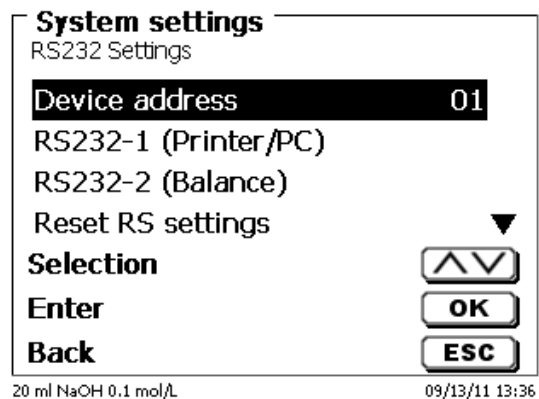 System settings
RS232 Settings
Device address 01
RS232-1 (Printer/PC)
RS232-2 (Balance)
Reset RS settings
Selection
Enter OK
Back ESC
20 ml NaOH 0.1 mol/L 09/13/11 13:36